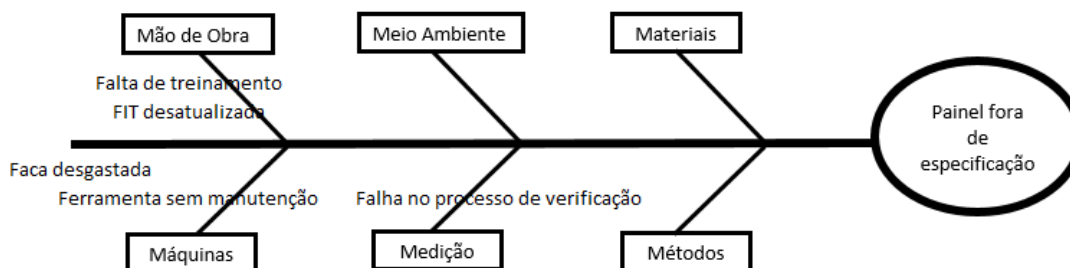 Mão de Obra
Meio Ambiente
Materiais
Falta de treinamento
FIT desatualizada
Painel fora
de
especificação
Faca desgastada
Ferramenta sem manutenção
Falha no processo de verificação
Máquinas
Medição
Métodos